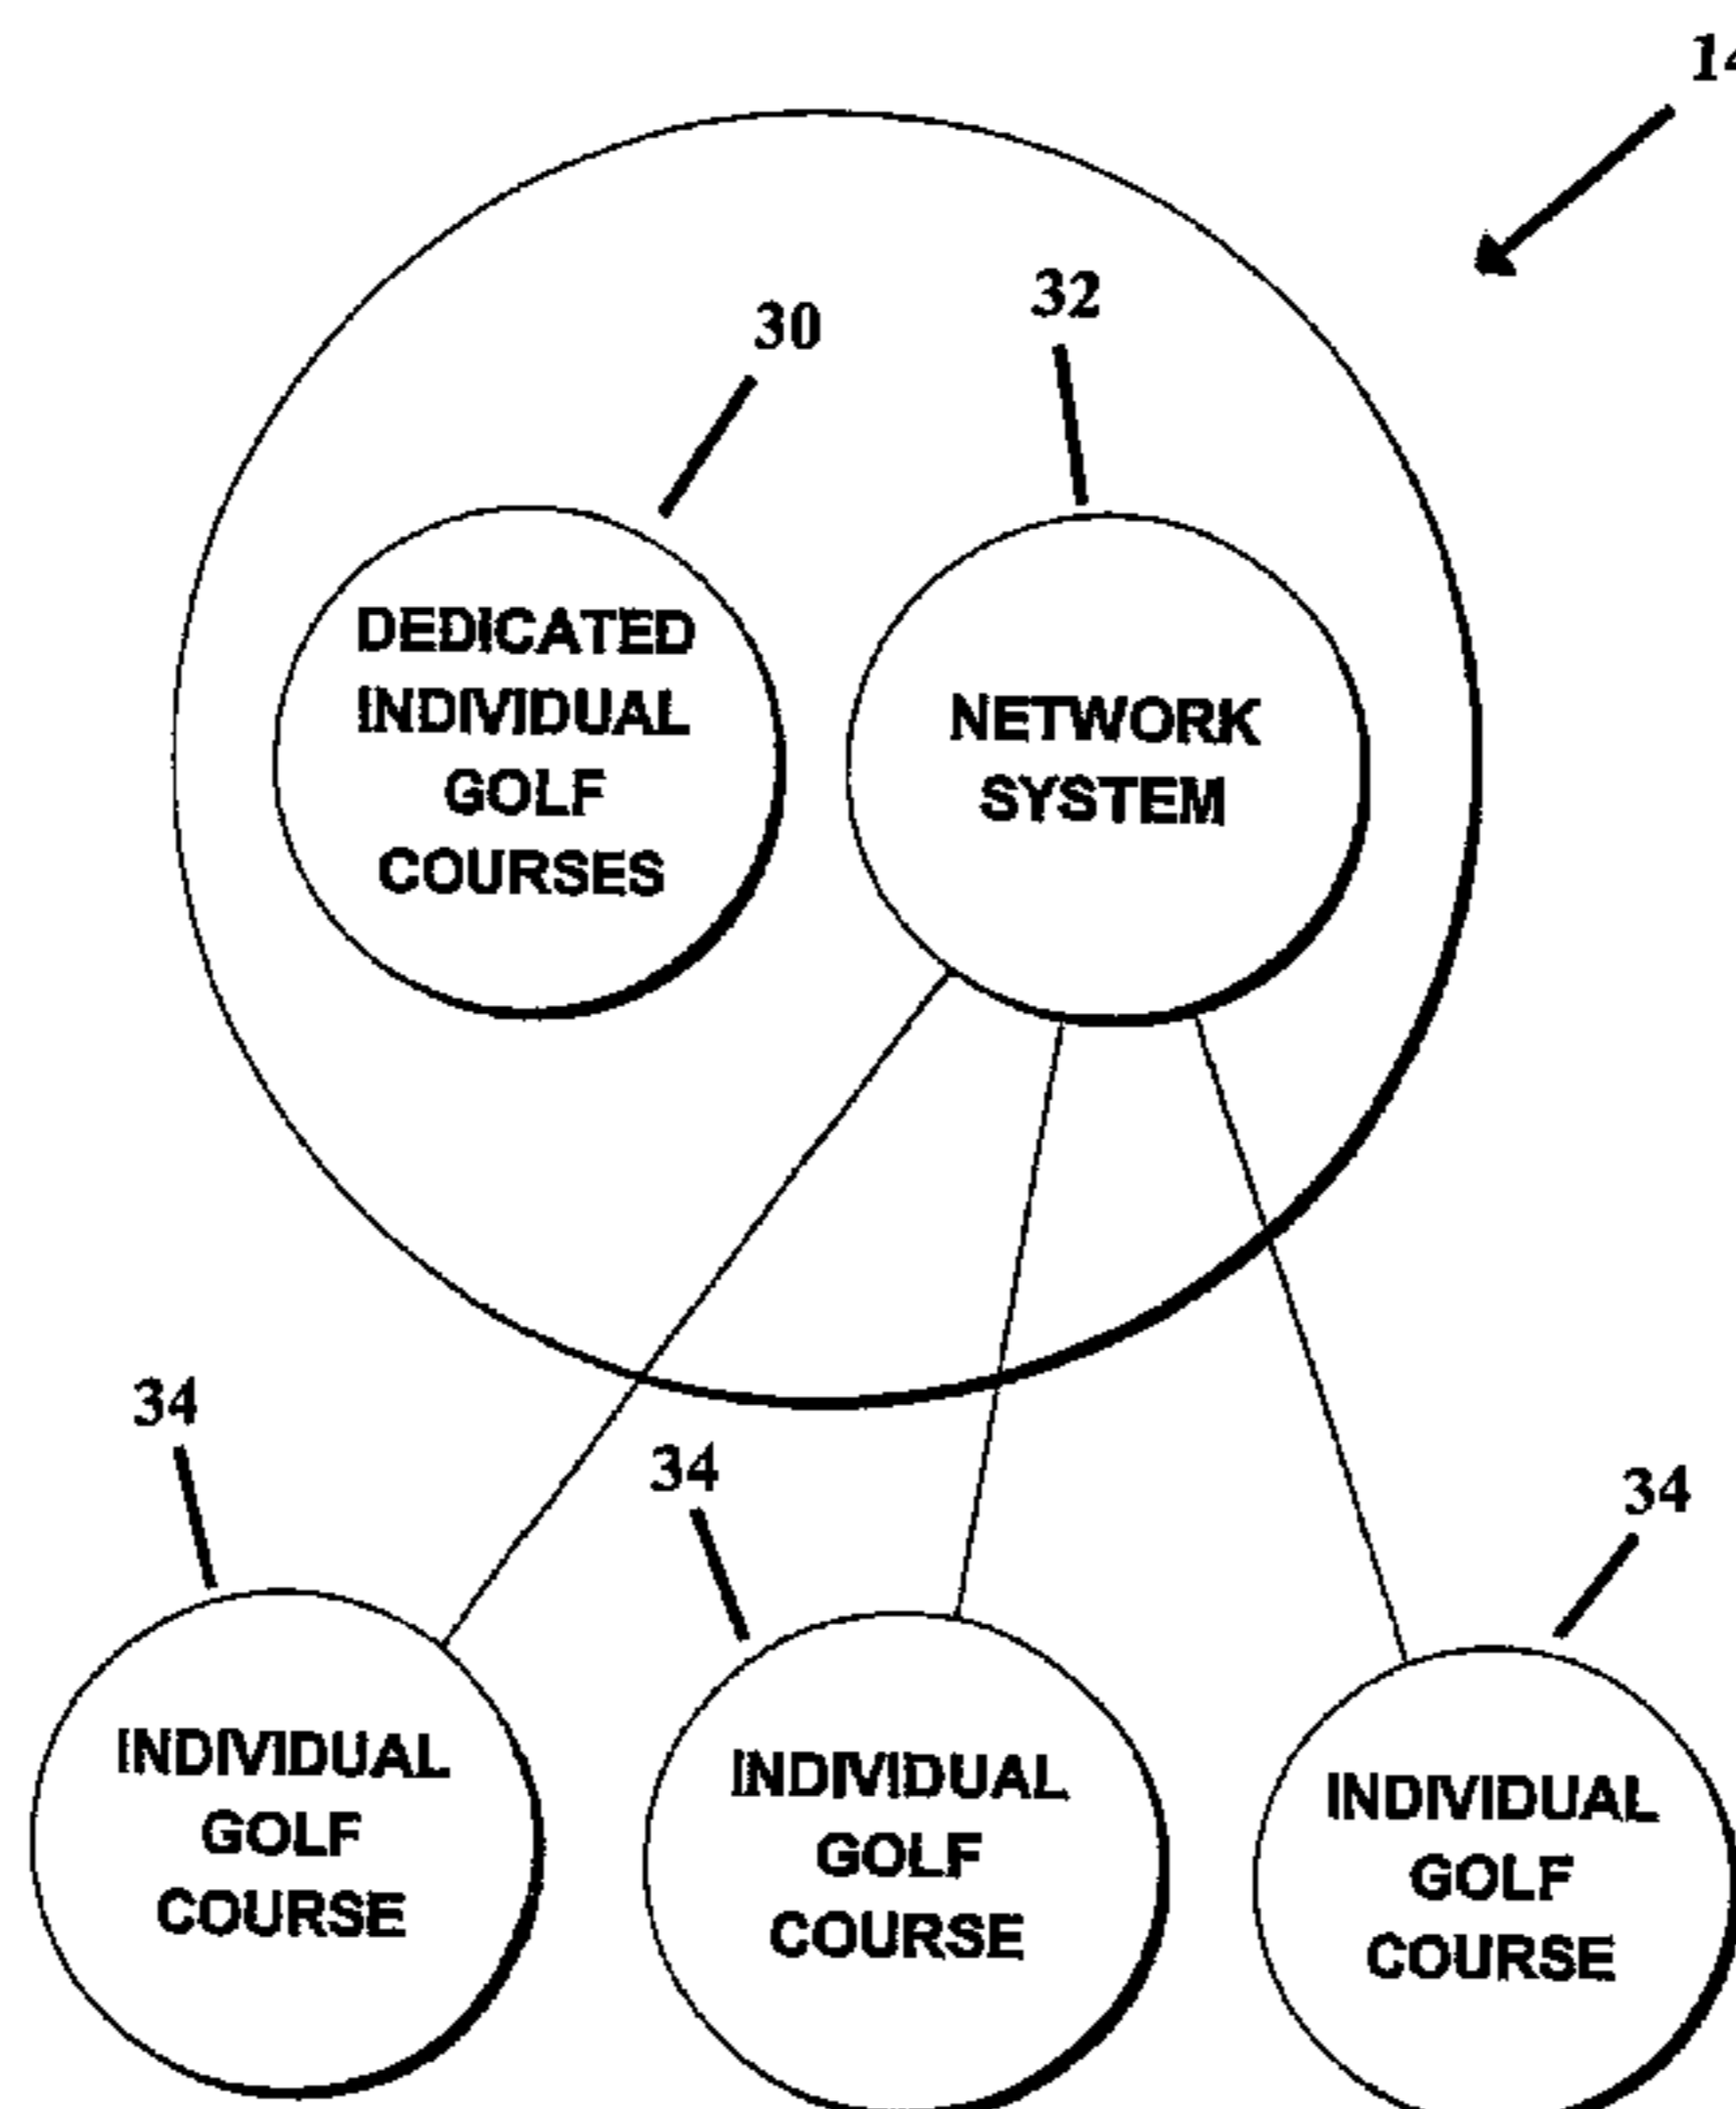 14
32
30
DEDICATED
INDIVIDUAL
GOLF
COURSES
NETWORK
SYSTEM
34
34
34
INDIVIDUAL
GOLF
COURSE
INDIVIDUAL
GOLF
COURSE
INDIVIDUAL
GOLF
COURSE